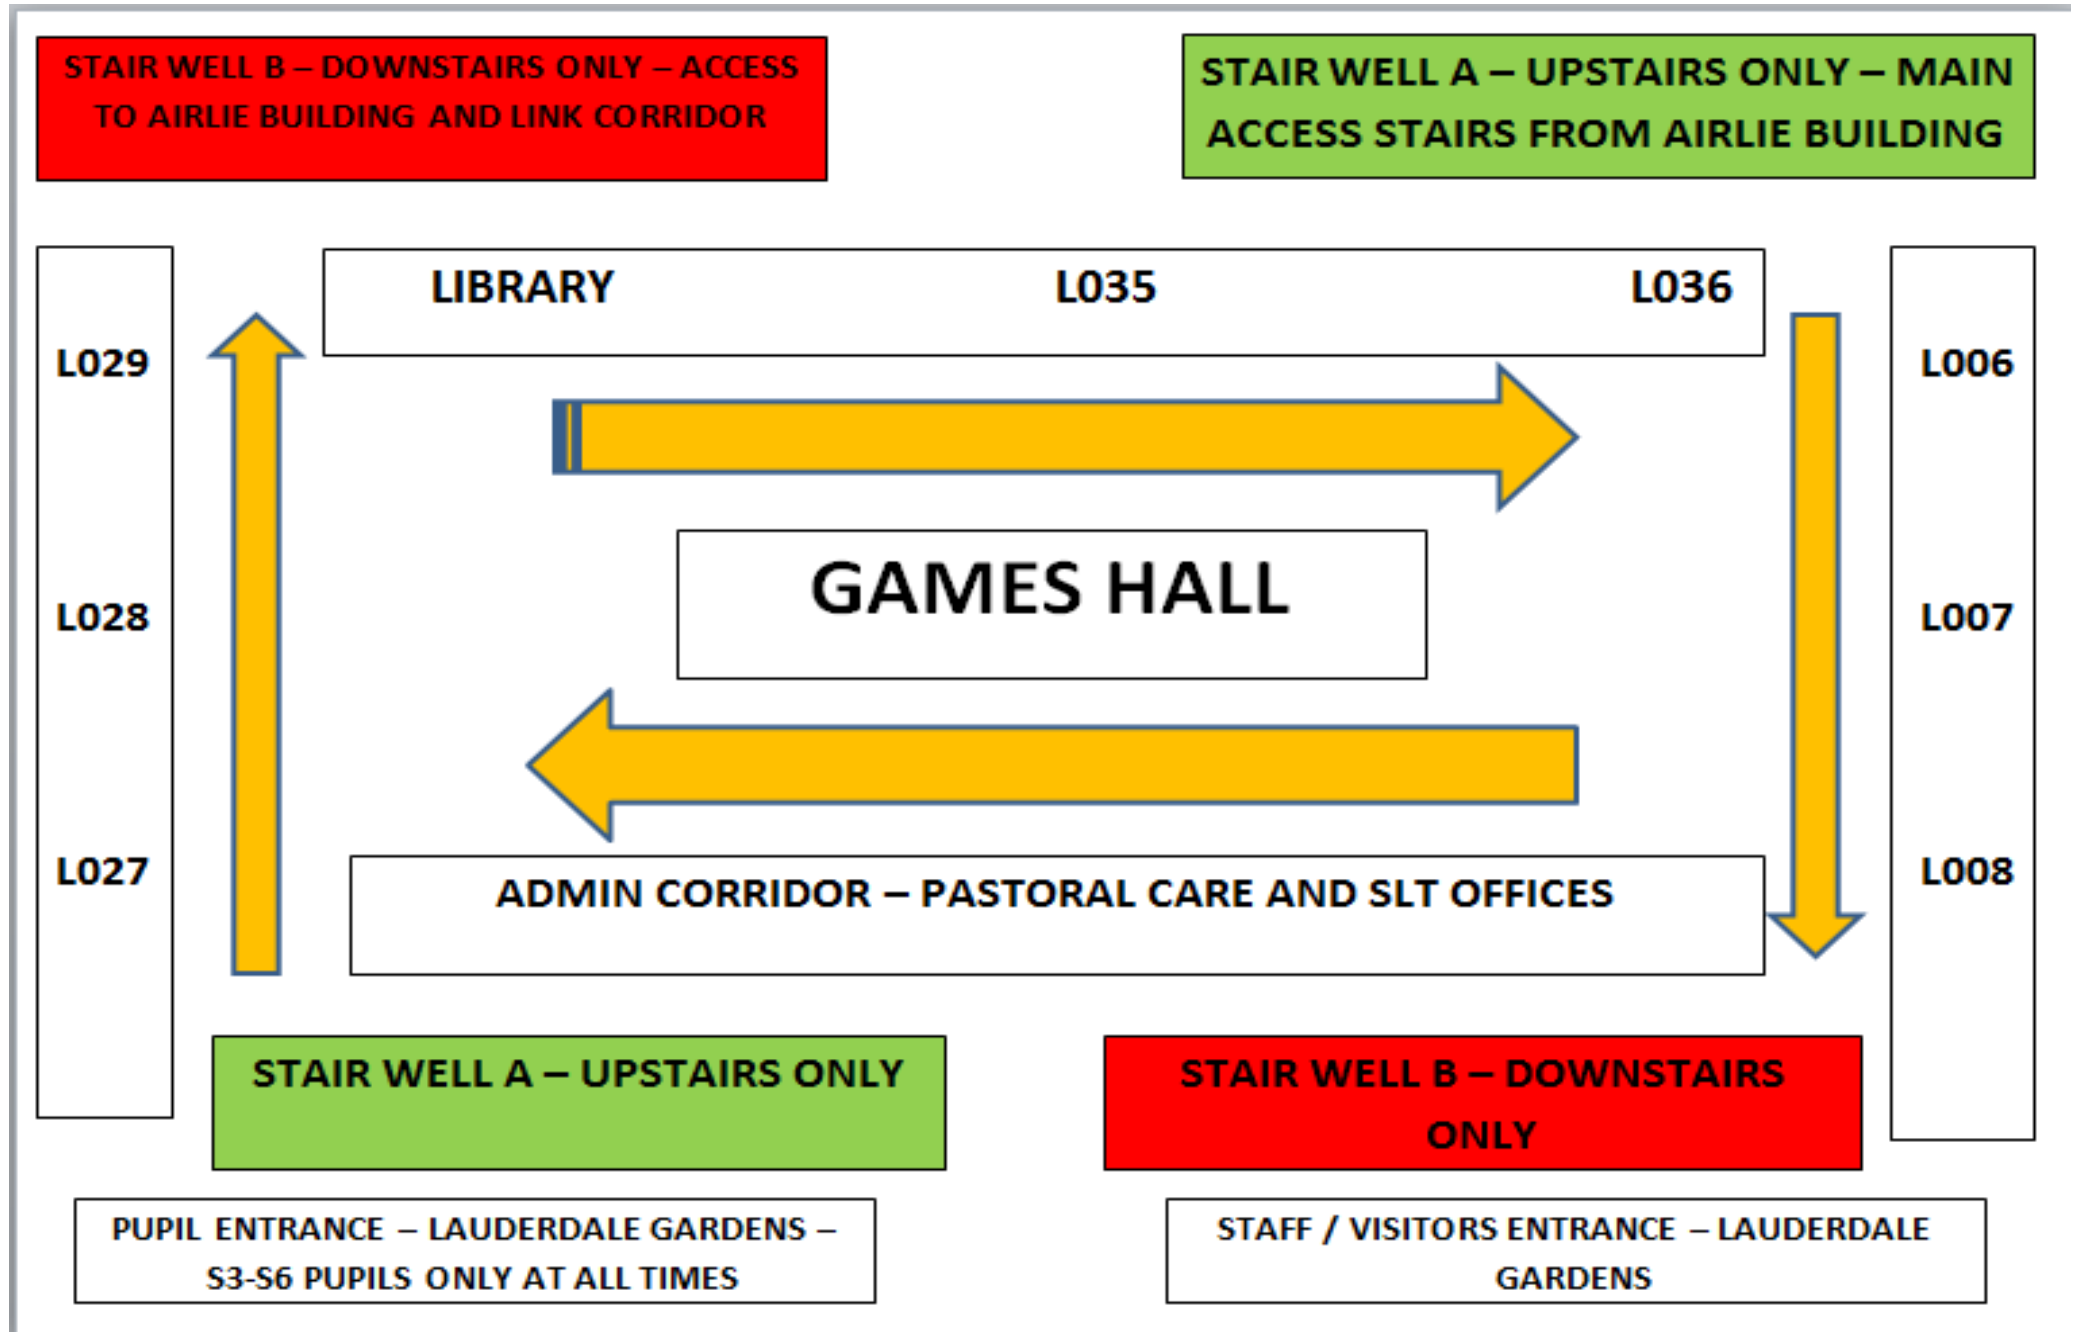 STAIR WELL B – DOWNSTAIRS ONLY – ACCESS
TO AIRLIE BUILDING AND LINK CORRIDOR
STAIR WELL A – UPSTAIRS ONLY – MAIN
ACCESS STAIRS FROM AIRLIE BUILDING
LIBRARY L035 L036
L029
L028
L027
L006
L007
L008
GAMES HALL
ADMIN CORRIDOR – PASTORAL CARE AND SLT OFFICES
STAIR WELL A – UPSTAIRS ONLY
STAIR WELL B – DOWNSTAIRS
ONLY
PUPIL ENTRANCE – LAUDERDALE GARDENS –
S3-S6 PUPILS ONLY AT ALL TIMES
STAFF / VISITORS ENTRANCE – LAUDERDALE
GARDENS